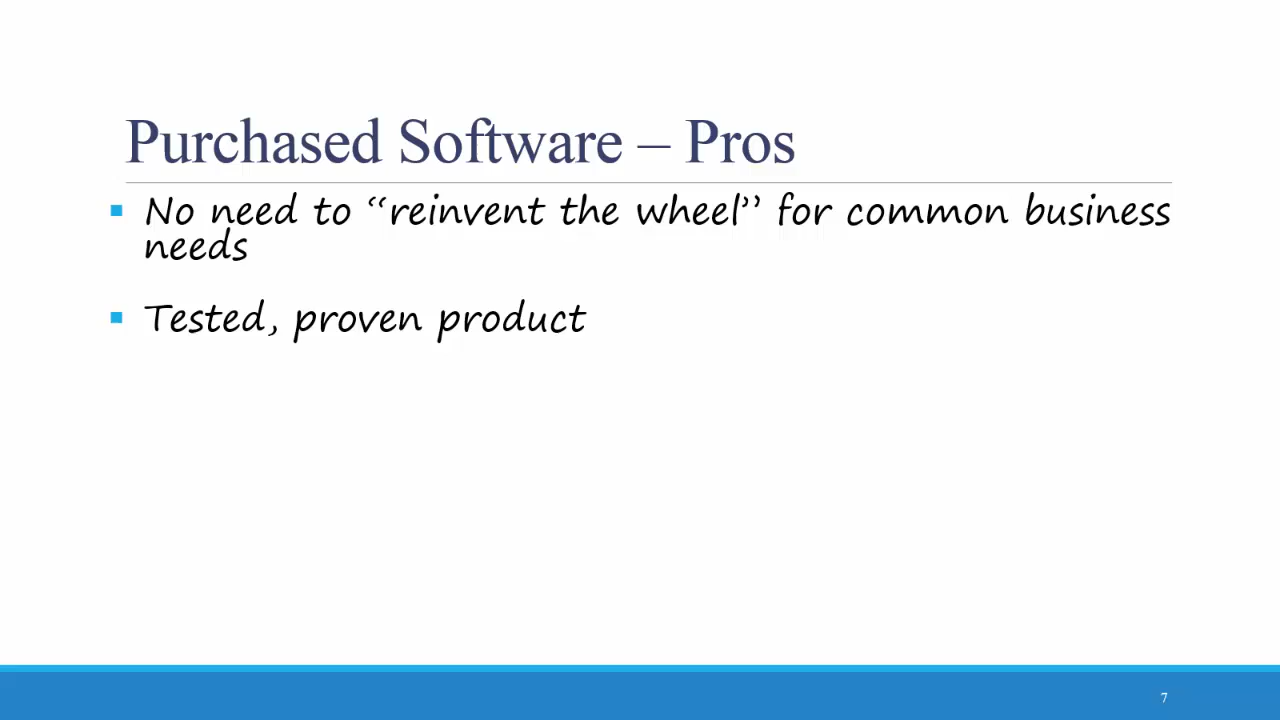 Purchased Software – Pros
No need to “reinvent the wheel” for common business
needs
Tested, proven product
7